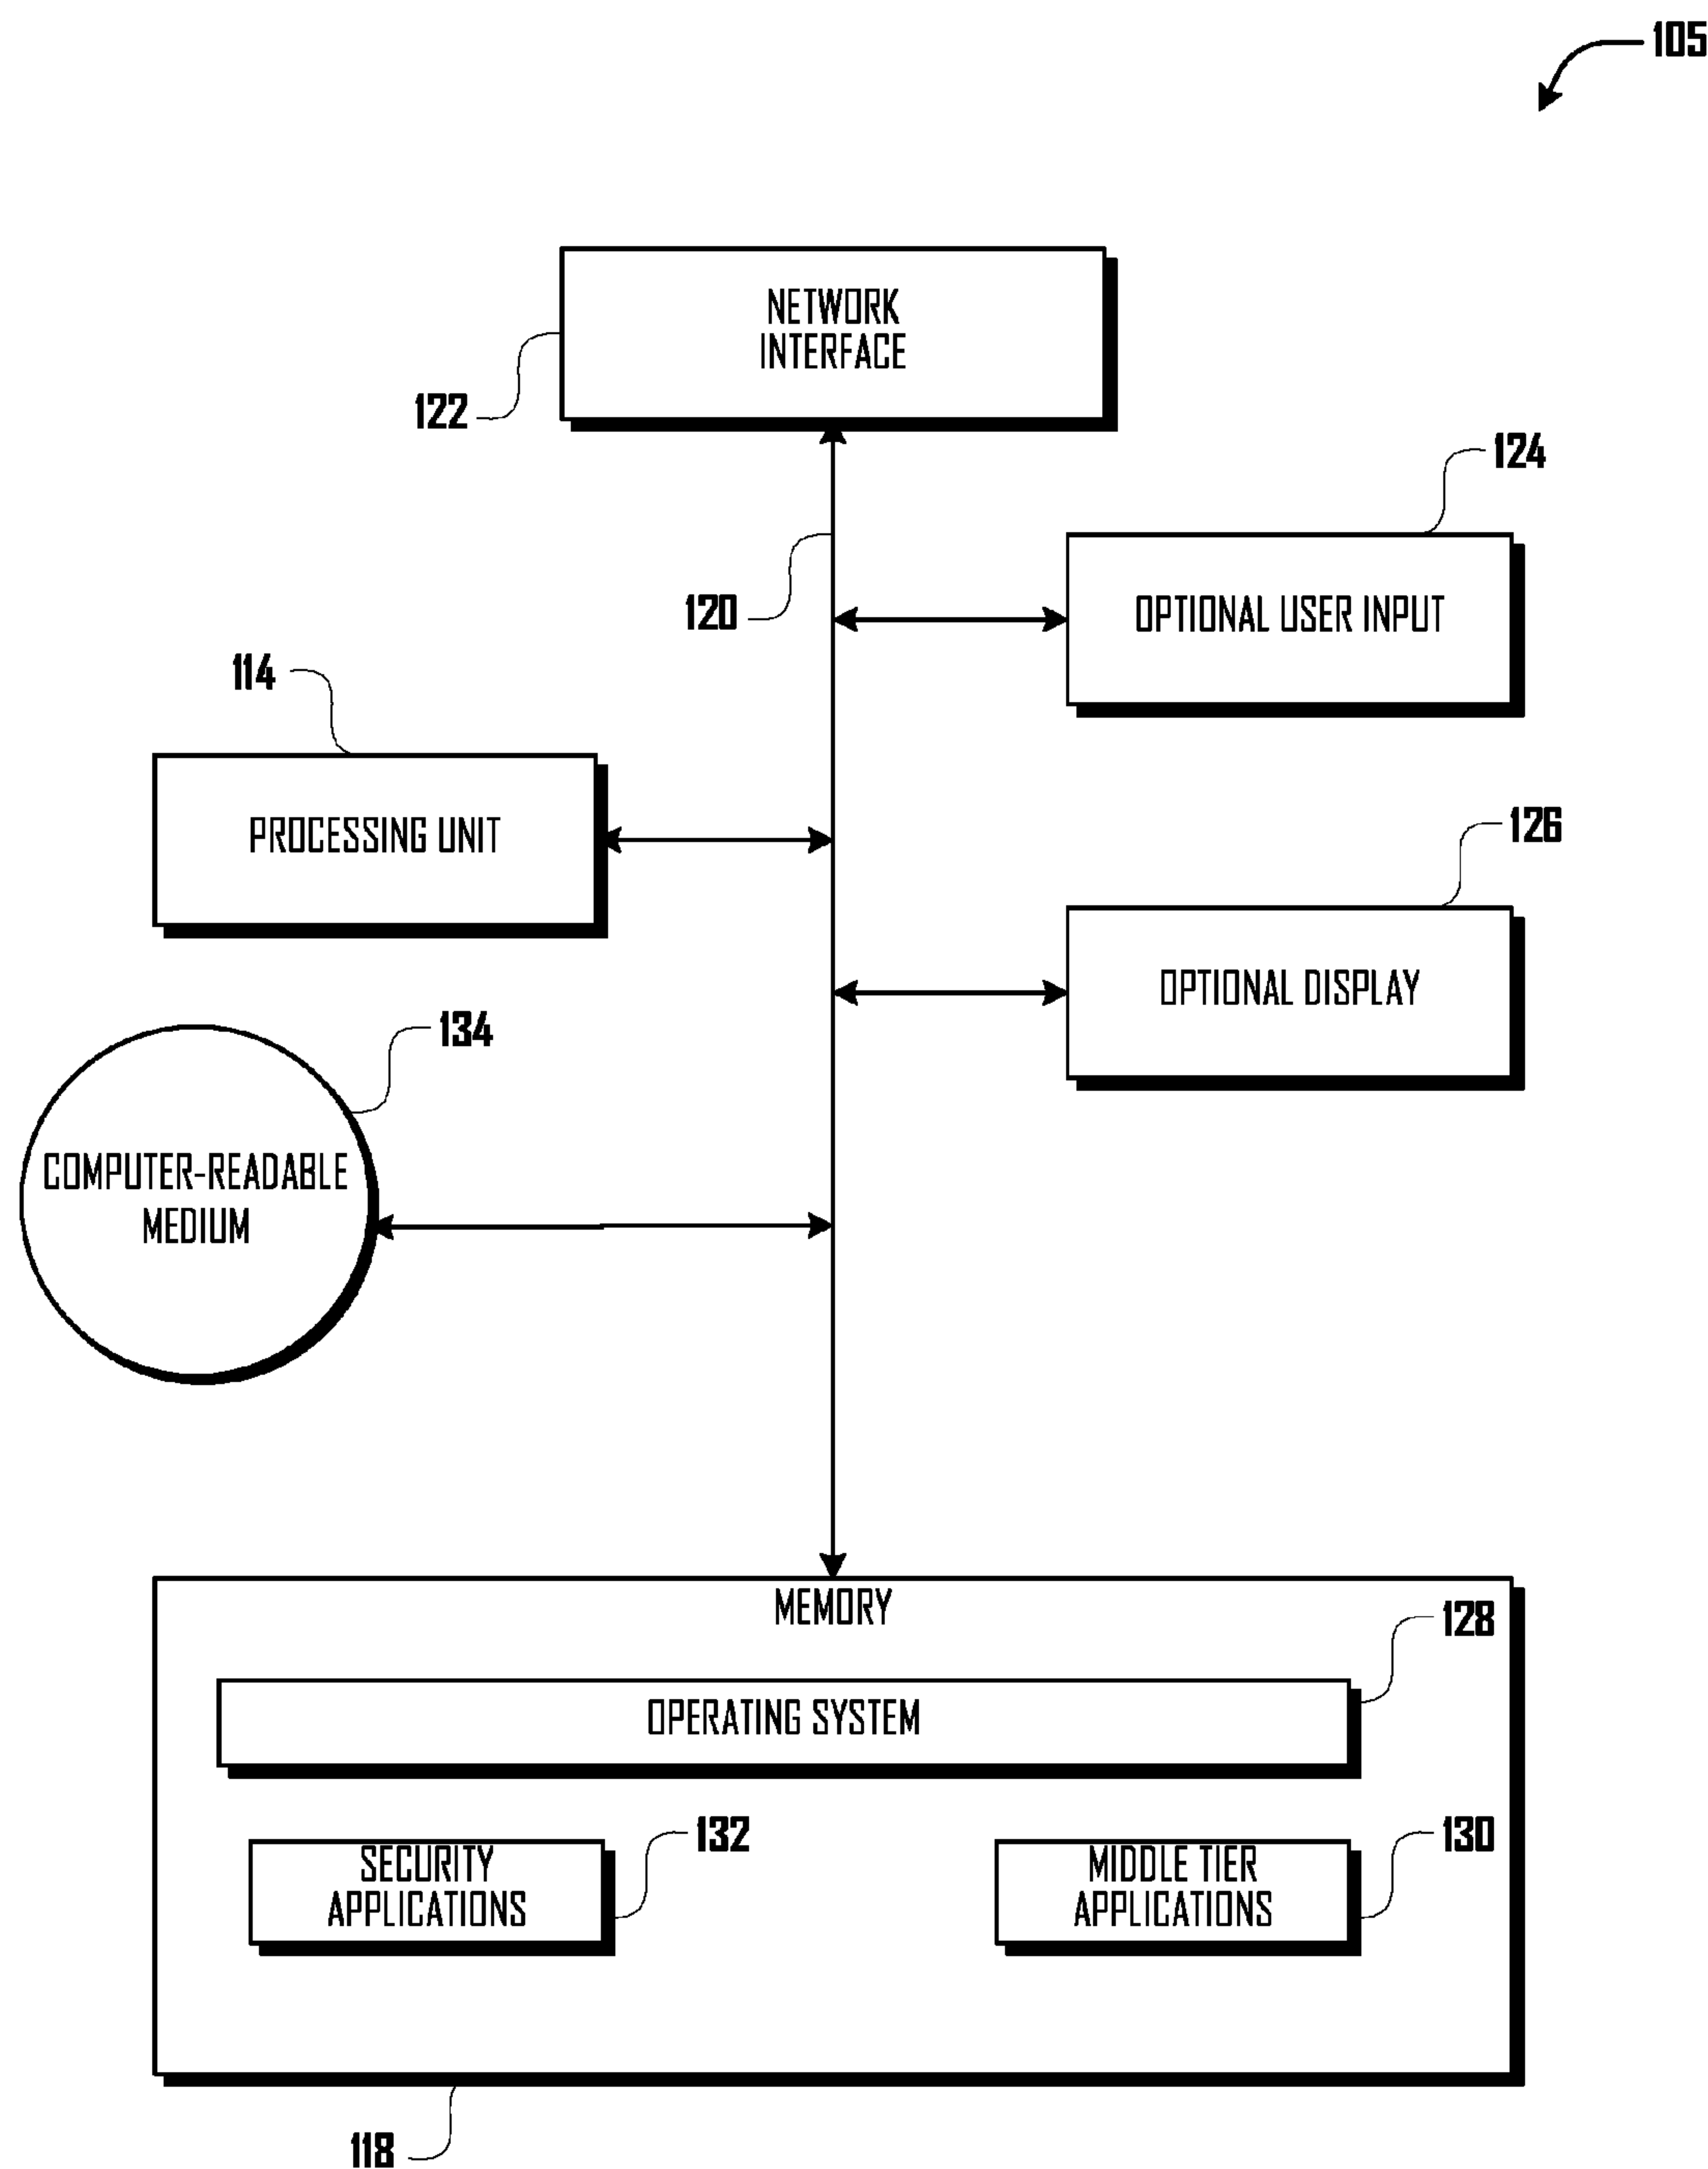 105
NETWORK
INTERFACE
122
124
OPTIONAL USER INPUT
120
114
PROCESSING UNIT
126
OPTIONAL DISPLAY
134
COMPUTER-READABLE
MEDIUM
MEMORY
128
OPERATING SYSTEM
SECURITY
APPLICATIONS
132
MIDDLE TIER
APPLICATIONS
130
118